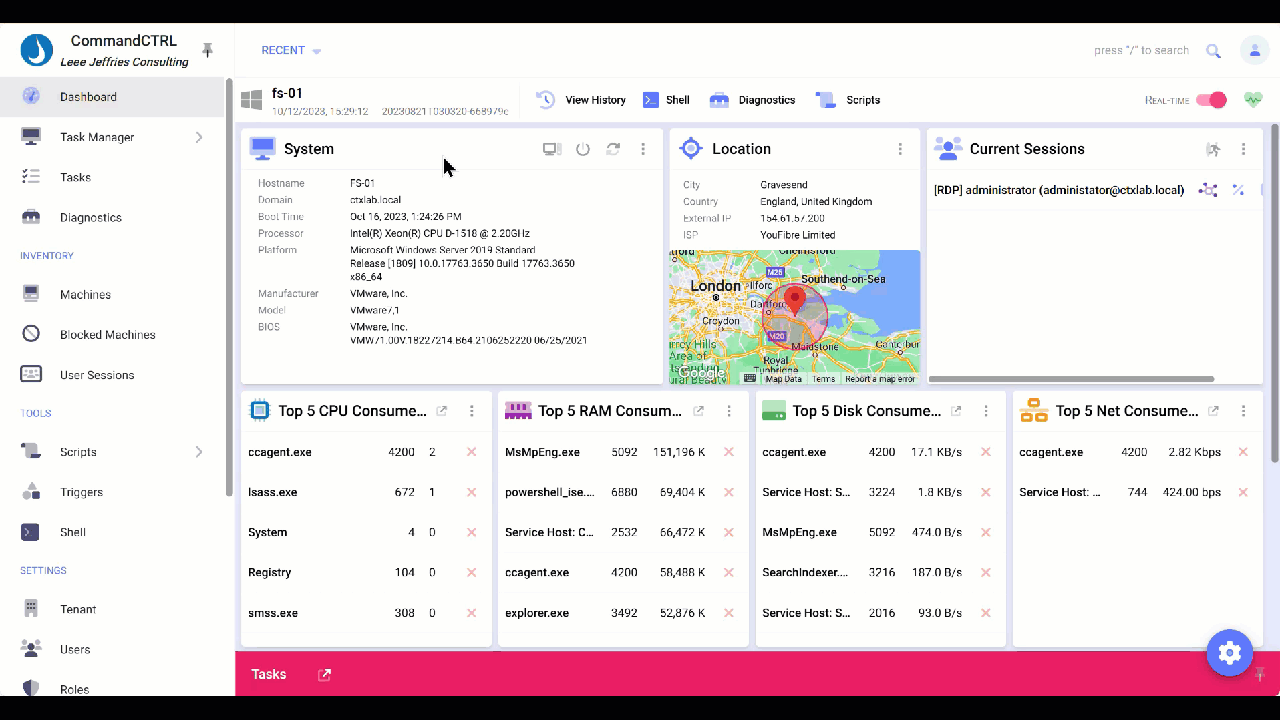 CommandCTRL
Leee Jeffries Consulting
RECENT
press "/" to search
Dashboard
Task Manager
Tasks
Diagnostics
INVENTORY
Machines
Blocked Machines
User Sessions
TOOLS
Scripts
Triggers
Shell
SETTINGS
Tenant
Users
Roles
fs-01
10/12/2023, 15:29:12 20230821T030320-668979c
View History
Shell
Diagnostics
Scripts
REAL-TIME
System
Hostname FS-01
Domain ctxlab.local
Boot Time Oct 16, 2023, 1:24:26 PM
Processor Intel(R) Xeon(R) CPU D-1518 @ 2.20GHz
Platform Microsoft Windows Server 2019 Standard
Release [1809] 10.0.17763.3650 Build 17763.3650
x86_64
Manufacturer VMware, Inc.
Model VMware7,1
BIOS VMware, Inc.
VMW71.00V.18227214.B64.2106252220 06/25/2021
Location
City Gravesend
Country England, United Kingdom
External IP 154.61.57.200
ISP YouFibre Limited
Chelmsford
M25
London Ilford Southend-on-Sea
Dartford
Croydon
M20
Maidstone Canterbury
Surrey Hills
Area of
Royal
Tunbridge
Google
Map Data Terms Report a map error
Current Sessions
[RDP] administrator (administator@ctxlab.local)
Top 5 CPU Consume...
ccagent.exe 4200 2
lsass.exe 672 1
System 4 0
Registry 104 0
smss.exe 308 0
Top 5 RAM Consum...
MsMpEng.exe 5092 151,196 K
powershell_ise.... 6880 69,404 K
Service Host: C... 2532 66,472 K
ccagent.exe 4200 58,488 K
explorer.exe 3492 52,876 K
Top 5 Disk Consume...
ccagent.exe 4200 17.1 KB/s
Service Host: S... 3224 1.8 KB/s
MsMpEng.exe 5092 474.0 B/s
SearchIndexer.... 3216 187.0 B/s
Service Host: S... 2016 93.0 B/s
Top 5 Net Consume...
ccagent.exe 4200 2.82 Kbps
Service Host: ... 744 424.00 bps
Tasks